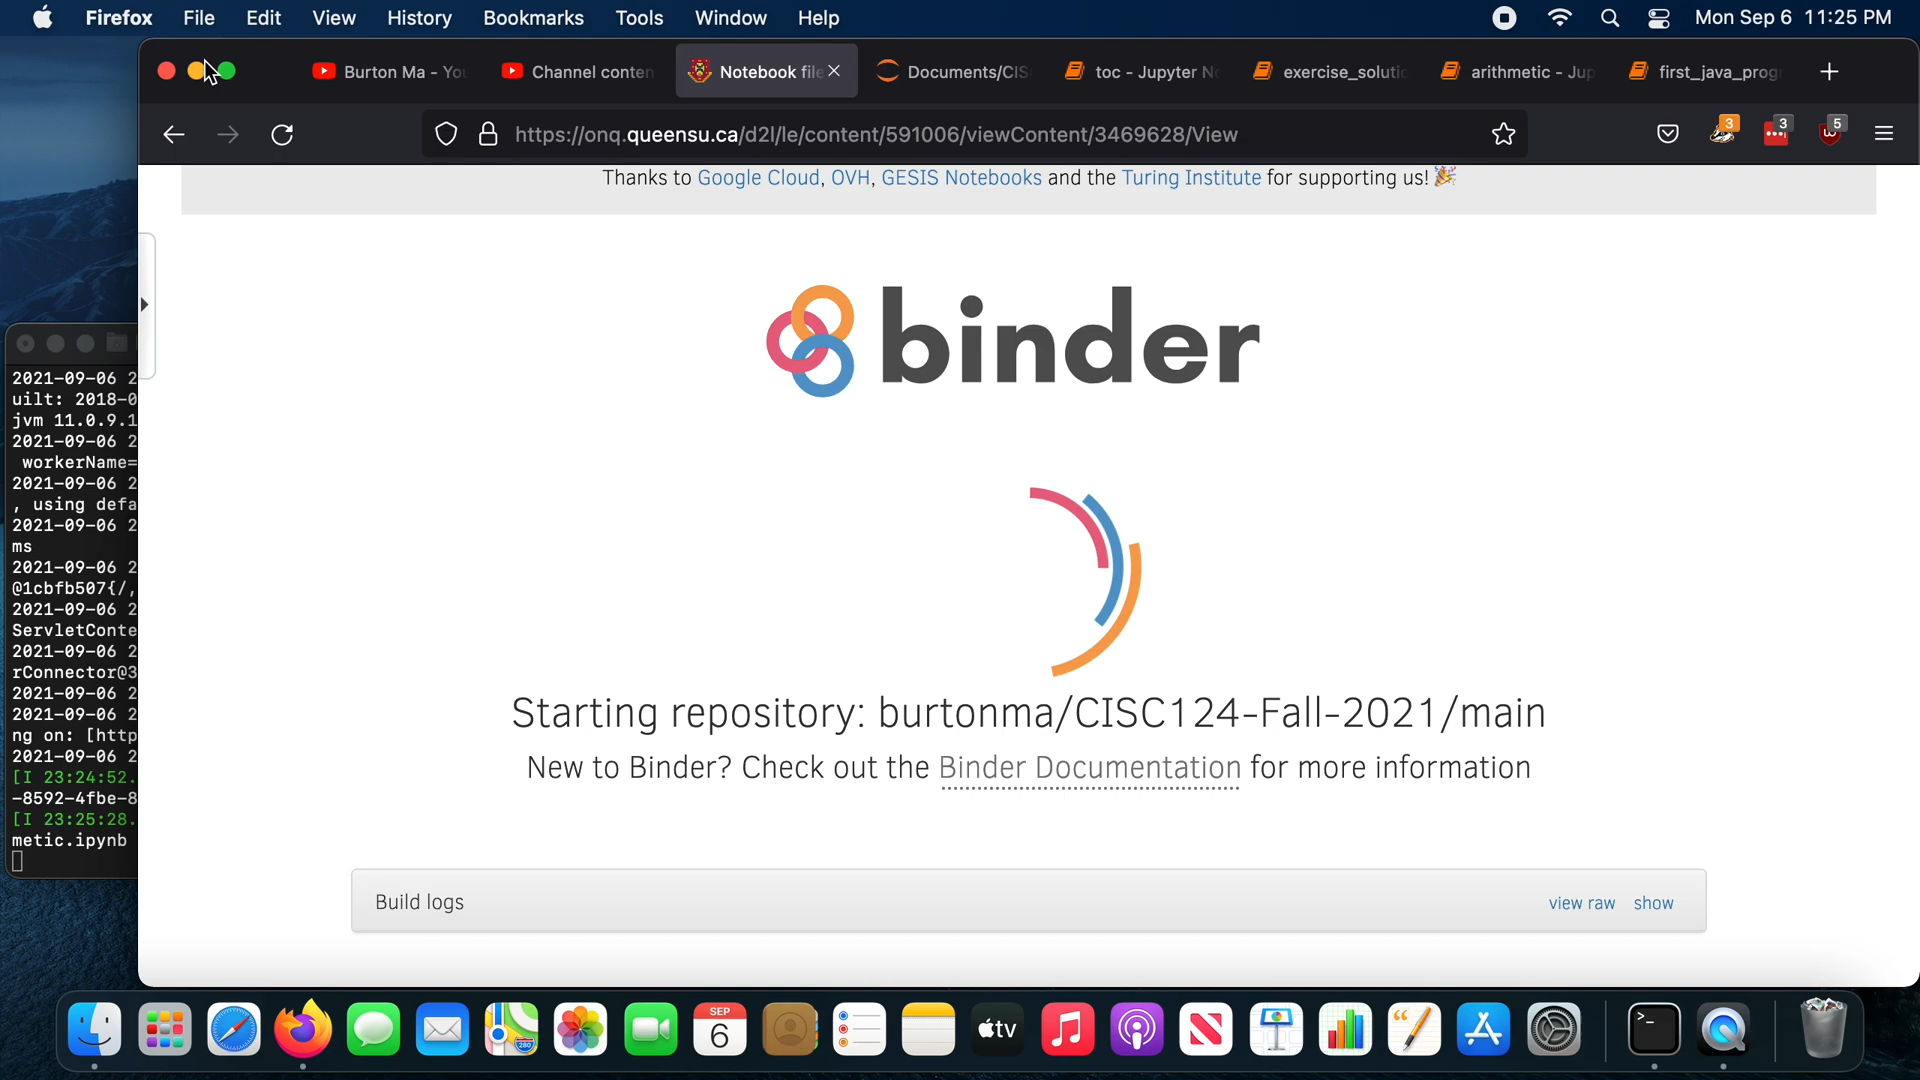 Firefox File Edit View History Bookmarks Tools Window Help Mon Sep 6 11:25 PM
Burton Ma - You Channel conten Notebook file Documents/CIS toc - Jupyter No exercise_soluti arithmetic - Jup first_java_prog
https://onq.queensu.ca/d2l/le/content/591006/viewContent/3469628/View 3 3 5
Thanks to Google Cloud, OVH, GESIS Notebooks and the Turing Institute for supporting us! 🎉
binder
Starting repository: burtonma/CISC124-Fall-2021/main
New to Binder? Check out the Binder Documentation for more information
Build logs view raw show
2021-09-06 2
uilt: 2018-0
jvm 11.0.9.1
2021-09-06 2
workerName=
2021-09-06 2
, using defa
2021-09-06 2
ms
2021-09-06 2
@1cbfb507{/,
2021-09-06 2
ServletConte
2021-09-06 2
rConnector@3
2021-09-06 2
2021-09-06 2
ng on: [http
2021-09-06 2
[I 23:24:52.
-8592-4fbe-8
[I 23:25:28.
metic.ipynb
SEP
6
tv
280
>_